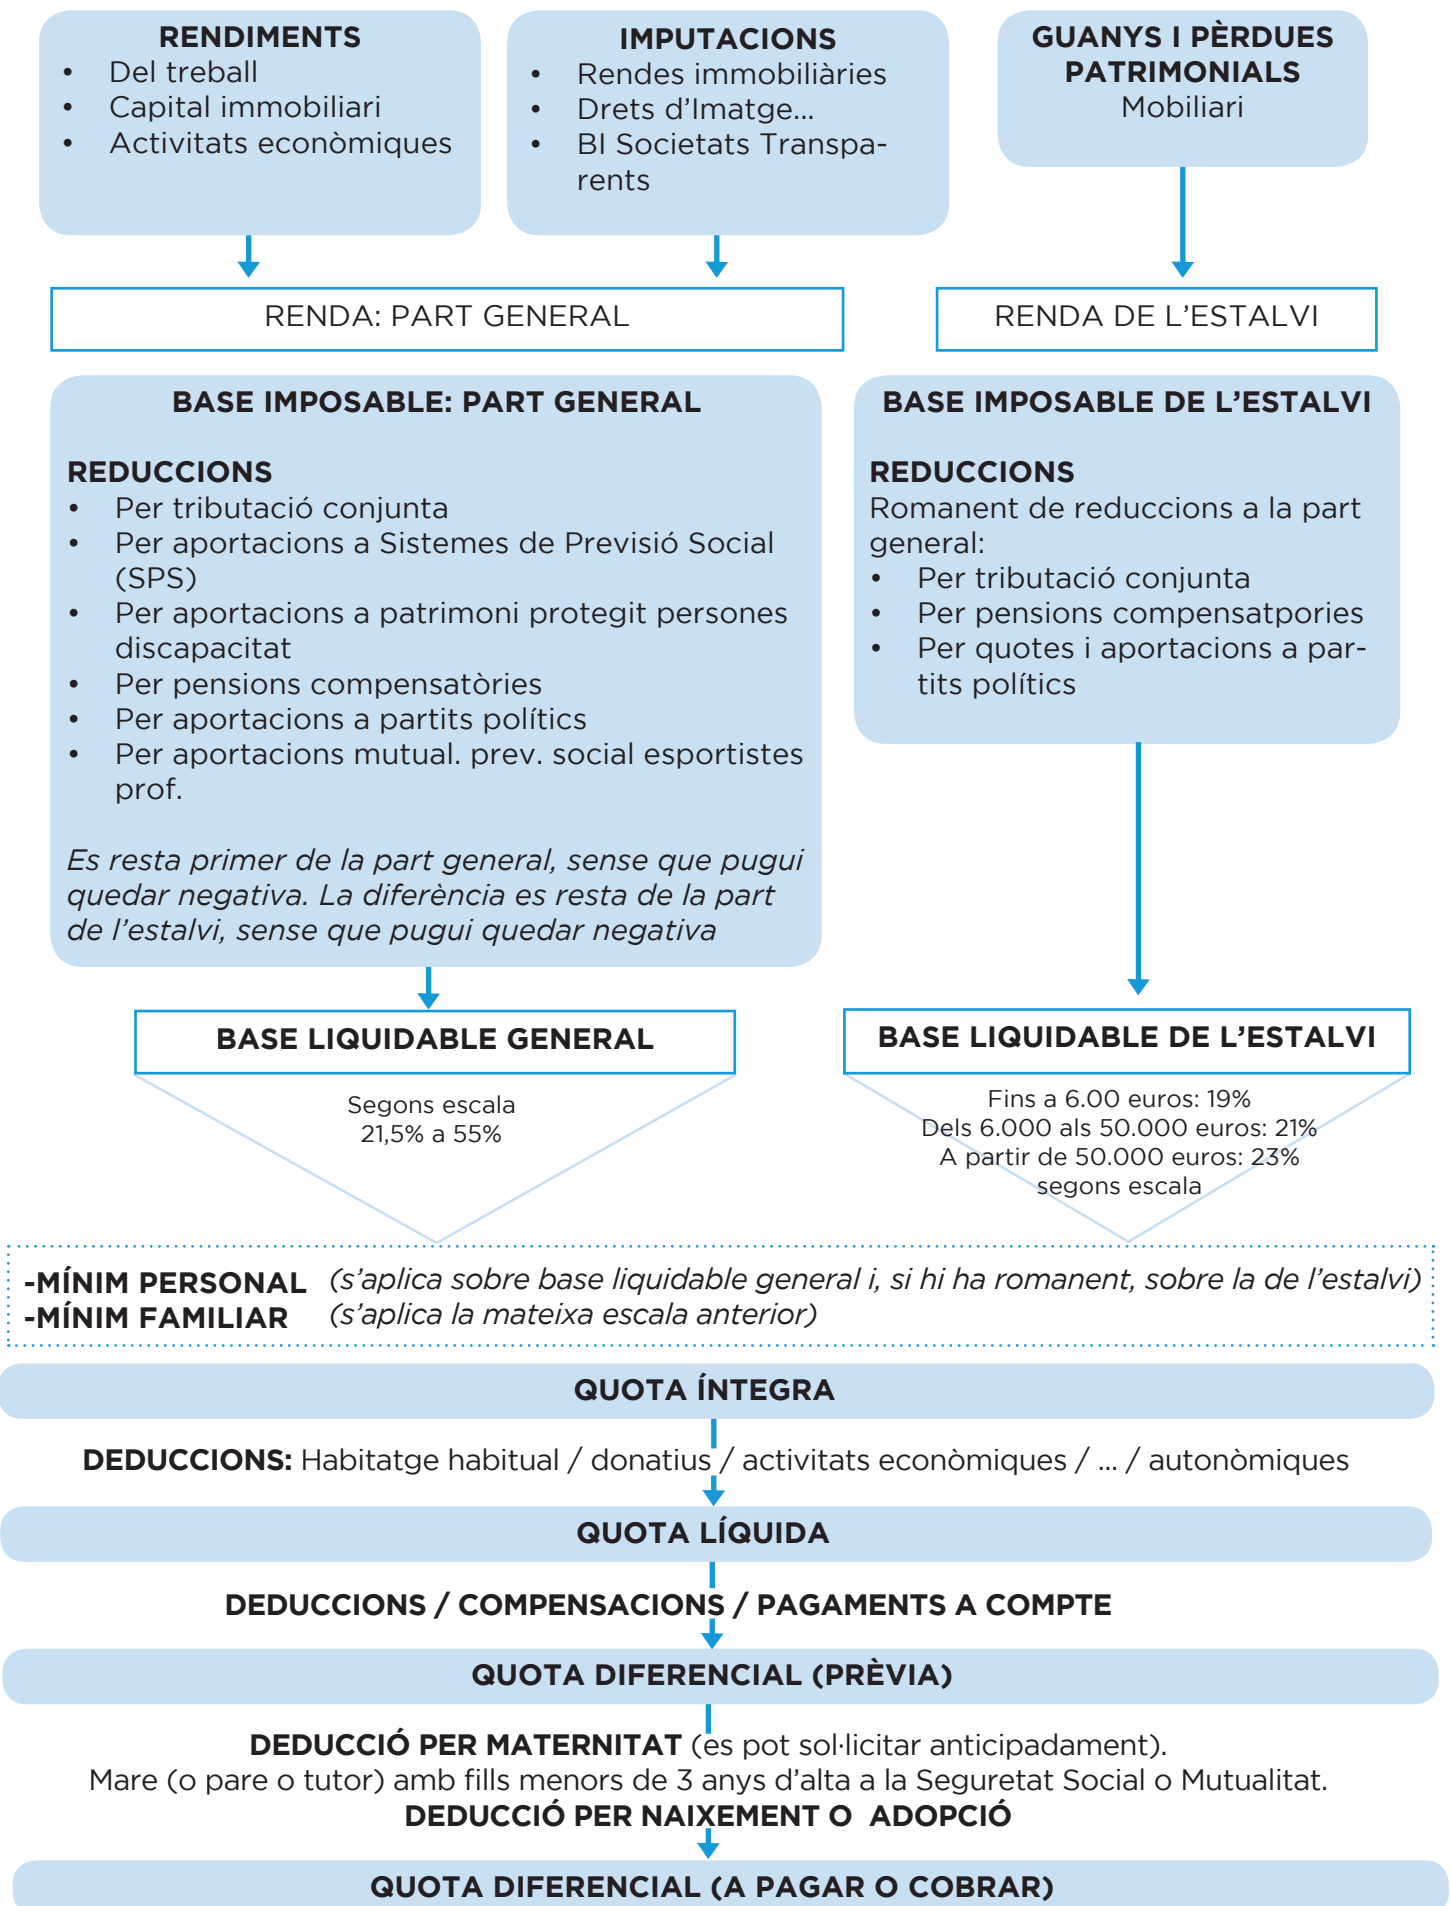 RENDIMENTS
• Del treball
• Capital immobiliari
• Activitats econòmiques
IMPUTACIONS
• Rendes immobiliàries
• Drets d'Imatge...
• BI Societats Transpa-
rents
GUANYS I PÈRDUES
PATRIMONIALS
Mobiliari
RENDA: PART GENERAL
RENDA DE L'ESTALVI
BASE IMPOSABLE: PART GENERAL
REDUCCIONS
• Per tributació conjunta
• Per aportacions a Sistemes de Previsió Social
(SPS)
• Per aportacions a patrimoni protegit persones
discapacitat
• Per pensions compensatòries
• Per aportacions a partits polítics
• Per aportacions mutual. prev. social esportistes
prof.
Es resta primer de la part general, sense que pugui
quedar negativa. La diferència es resta de la part
de l'estalvi, sense que pugui quedar negativa
BASE IMPOSABLE DE L'ESTALVI
REDUCCIONS
Romanent de reduccions a la part
general:
• Per tributació conjunta
• Per pensions compensatpories
• Per quotes i aportacions a par-
tits polítics
BASE LIQUIDABLE GENERAL
Segons escala
21,5% a 55%
BASE LIQUIDABLE DE L'ESTALVI
Fins a 6.00 euros: 19%
Dels 6.000 als 50.000 euros: 21%
A partir de 50.000 euros: 23%
segons escala
-MÍNIM PERSONAL (s'aplica sobre base liquidable general i, si hi ha romanent, sobre la de l'estalvi)
-MÍNIM FAMILIAR (s'aplica la mateixa escala anterior)
QUOTA ÍNTEGRA
DEDUCCIONS: Habitatge habitual / donatius / activitats econòmiques / ... / autonòmiques
QUOTA LÍQUIDA
DEDUCCIONS / COMPENSACIONS / PAGAMENTS A COMPTE
QUOTA DIFERENCIAL (PRÈVIA)
DEDUCCIÓ PER MATERNITAT (es pot sol·licitar anticipadament).
Mare (o pare o tutor) amb fills menors de 3 anys d'alta a la Seguretat Social o Mutualitat.
DEDUCCIÓ PER NAIXEMENT O ADOPCIÓ
QUOTA DIFERENCIAL (A PAGAR O COBRAR)